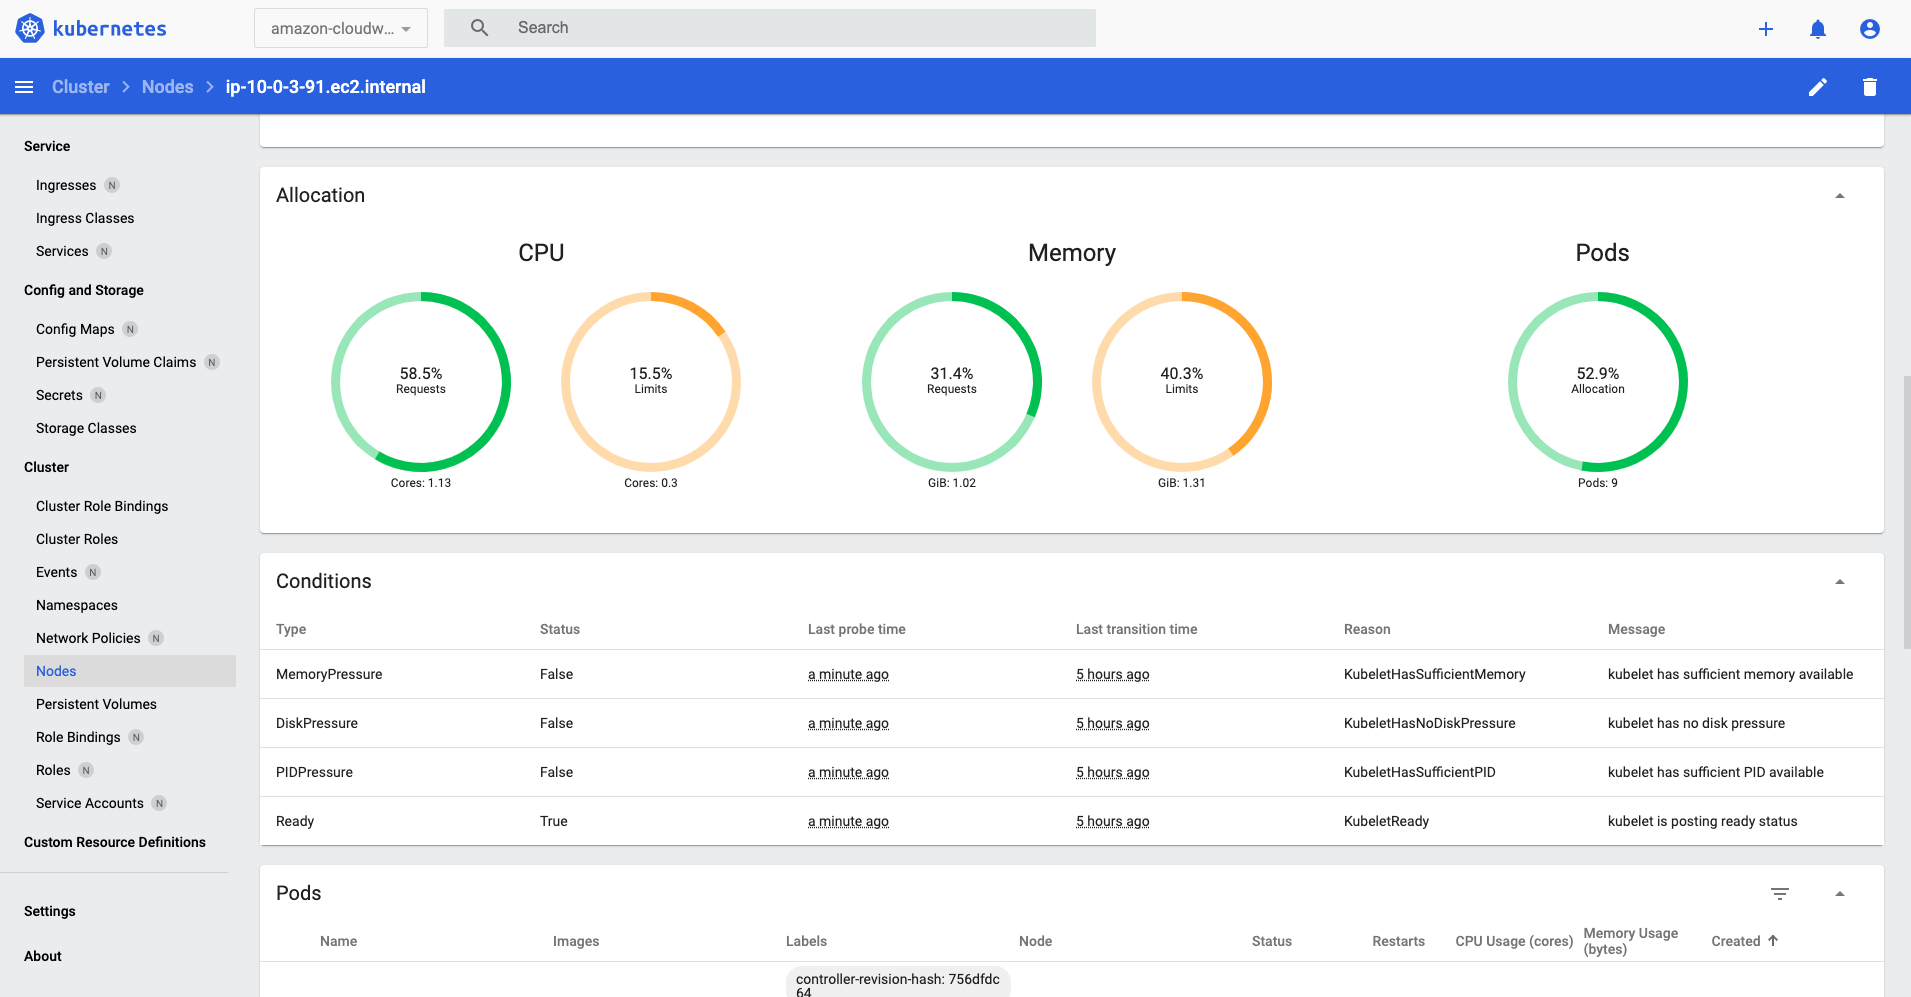 kubernetes
amazon-cloudw...
Search
Cluster > Nodes > ip-10-0-3-91.ec2.internal
Service
Ingresses N
Ingress Classes
Services N
Config and Storage
Config Maps N
Persistent Volume Claims N
Secrets N
Storage Classes
Cluster
Cluster Role Bindings
Cluster Roles
Events N
Namespaces
Network Policies N
Nodes
Persistent Volumes
Role Bindings N
Roles N
Service Accounts N
Custom Resource Definitions
Settings
About
Allocation
CPU
58.5%
Requests
Cores: 1.13
15.5%
Limits
Cores: 0.3
Memory
31.4%
Requests
GiB: 1.02
40.3%
Limits
GiB: 1.31
Pods
52.9%
Allocation
Pods: 9
Conditions
Type Status Last probe time Last transition time Reason Message
MemoryPressure False a minute ago 5 hours ago KubeletHasSufficientMemory kubelet has sufficient memory available
DiskPressure False a minute ago 5 hours ago KubeletHasNoDiskPressure kubelet has no disk pressure
PIDPressure False a minute ago 5 hours ago KubeletHasSufficientPID kubelet has sufficient PID available
Ready True a minute ago 5 hours ago KubeletReady kubelet is posting ready status
Pods
Name Images Labels Node Status Restarts CPU Usage (cores) Memory Usage (bytes) Created
controller-revision-hash: 756dfdc
64